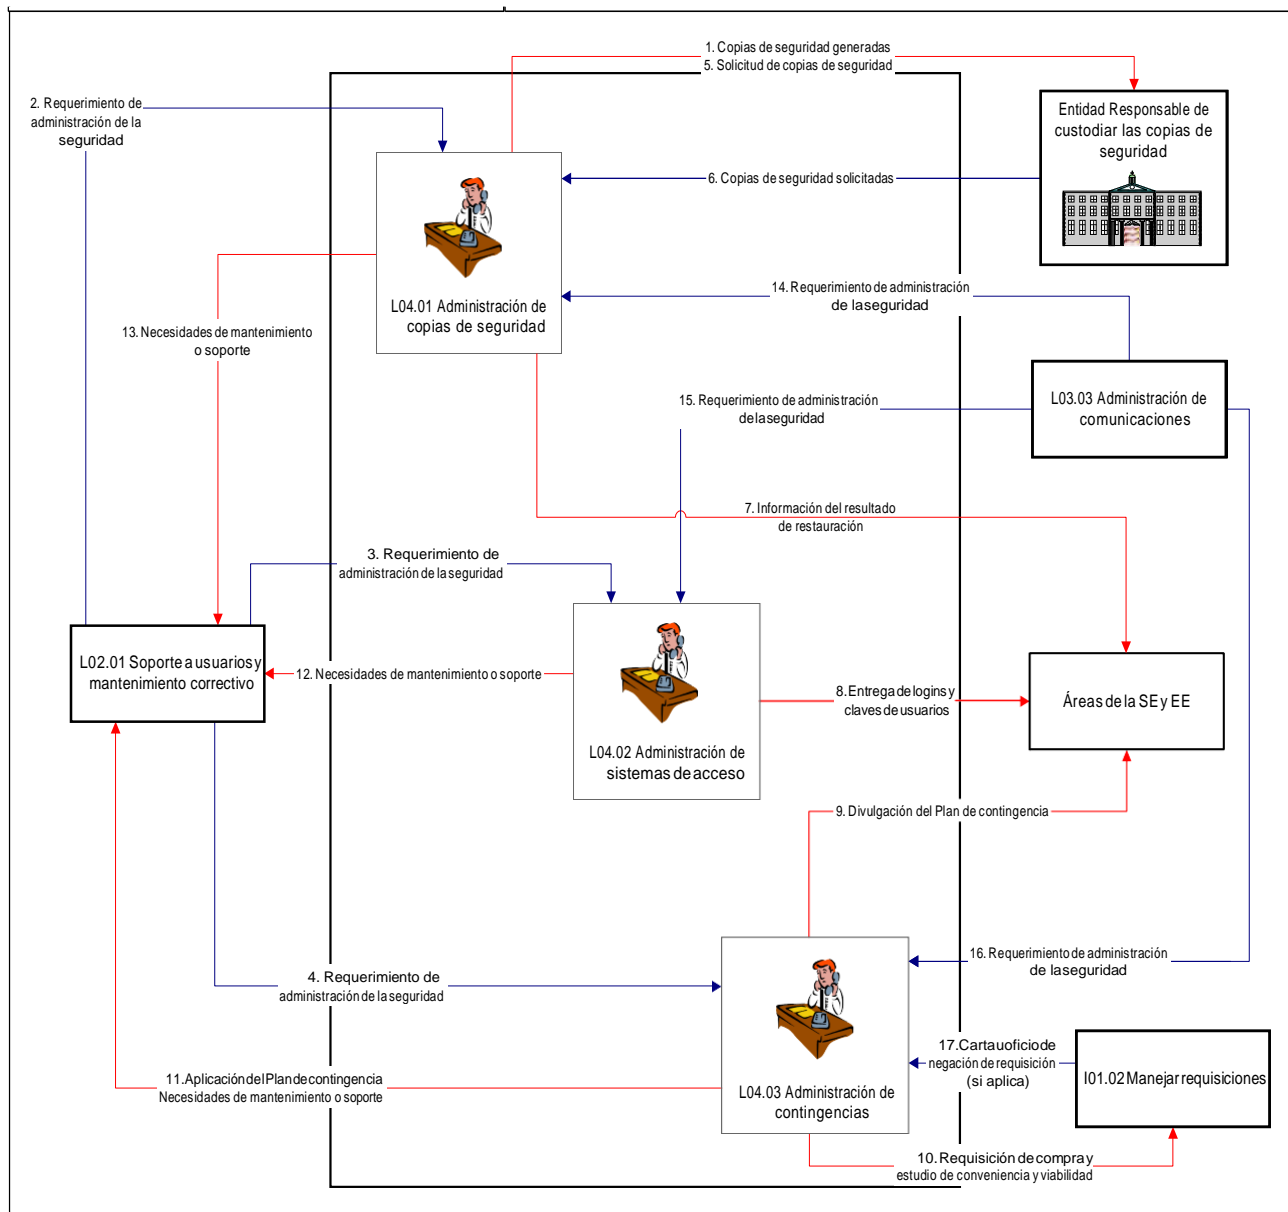 1. Copias de seguridad generadas
5. Solicitud de copias de seguridad
2. Requerimiento de
administración de la
seguridad
Entidad Responsable de
custodiar las copias de
seguridad
6. Copias de seguridad solicitadas
L04.01 Administración de
copias de seguridad
14. Requerimiento de administración
de la seguridad
13. Necesidades de mantenimiento
o soporte
L03.03 Administración de
comunicaciones
15. Requerimiento de administración
de la seguridad
7. Información del resultado
de restauración
3. Requerimiento de
administración de la seguridad
L02.01 Soporte a usuarios y
mantenimiento correctivo
12. Necesidades de mantenimiento o soporte
8. Entrega de logins y
claves de usuarios
Áreas de la SE y EE
L04.02 Administración de
sistemas de acceso
9. Divulgación del Plan de contingencia
4. Requerimiento de
administración de la seguridad
16. Requerimiento de administración
de la seguridad
17. Carta u oficio de
negación de requisición
(si aplica)
I01.02 Manejar requisiciones
11. Aplicación del Plan de contingencia
Necesidades de mantenimiento o soporte
L04.03 Administración de
contingencias
10. Requisición de compra y
estudio de conveniencia y viabilidad